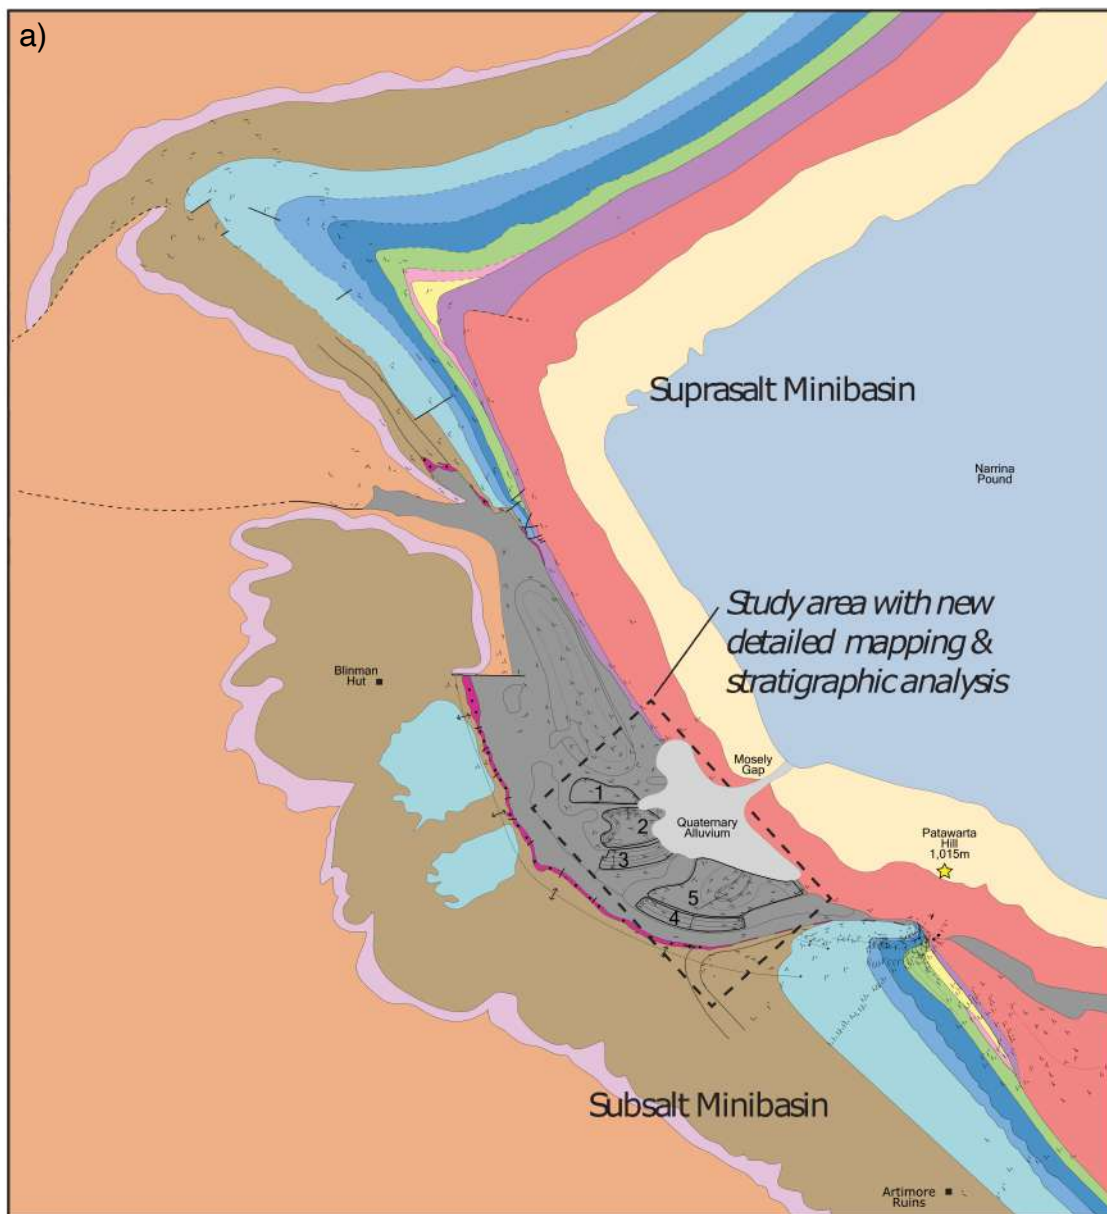 a)
Suprasalt Minibasin
Narrina
Pound
Study area with new
detailed mapping &
stratigraphic analysis
Blinman
Hut
Mosely
Gap
1
2
3
Quaternary
Alluvium
Patawarta
Hill
1,015m
5
4
Subsalt Minibasin
Artimore
Ruins